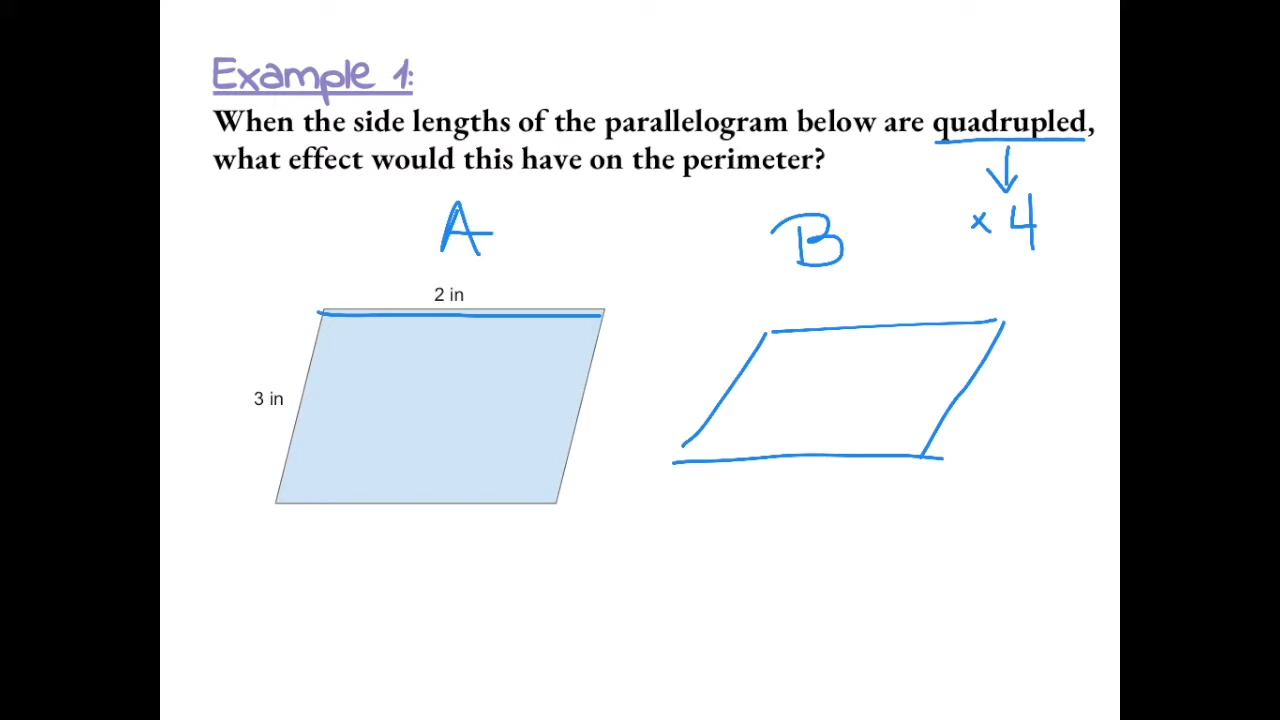 Example 1:
When the side lengths of the parallelogram below are quadrupled,
what effect would this have on the perimeter?
A
B
x 4
2 in
3 in